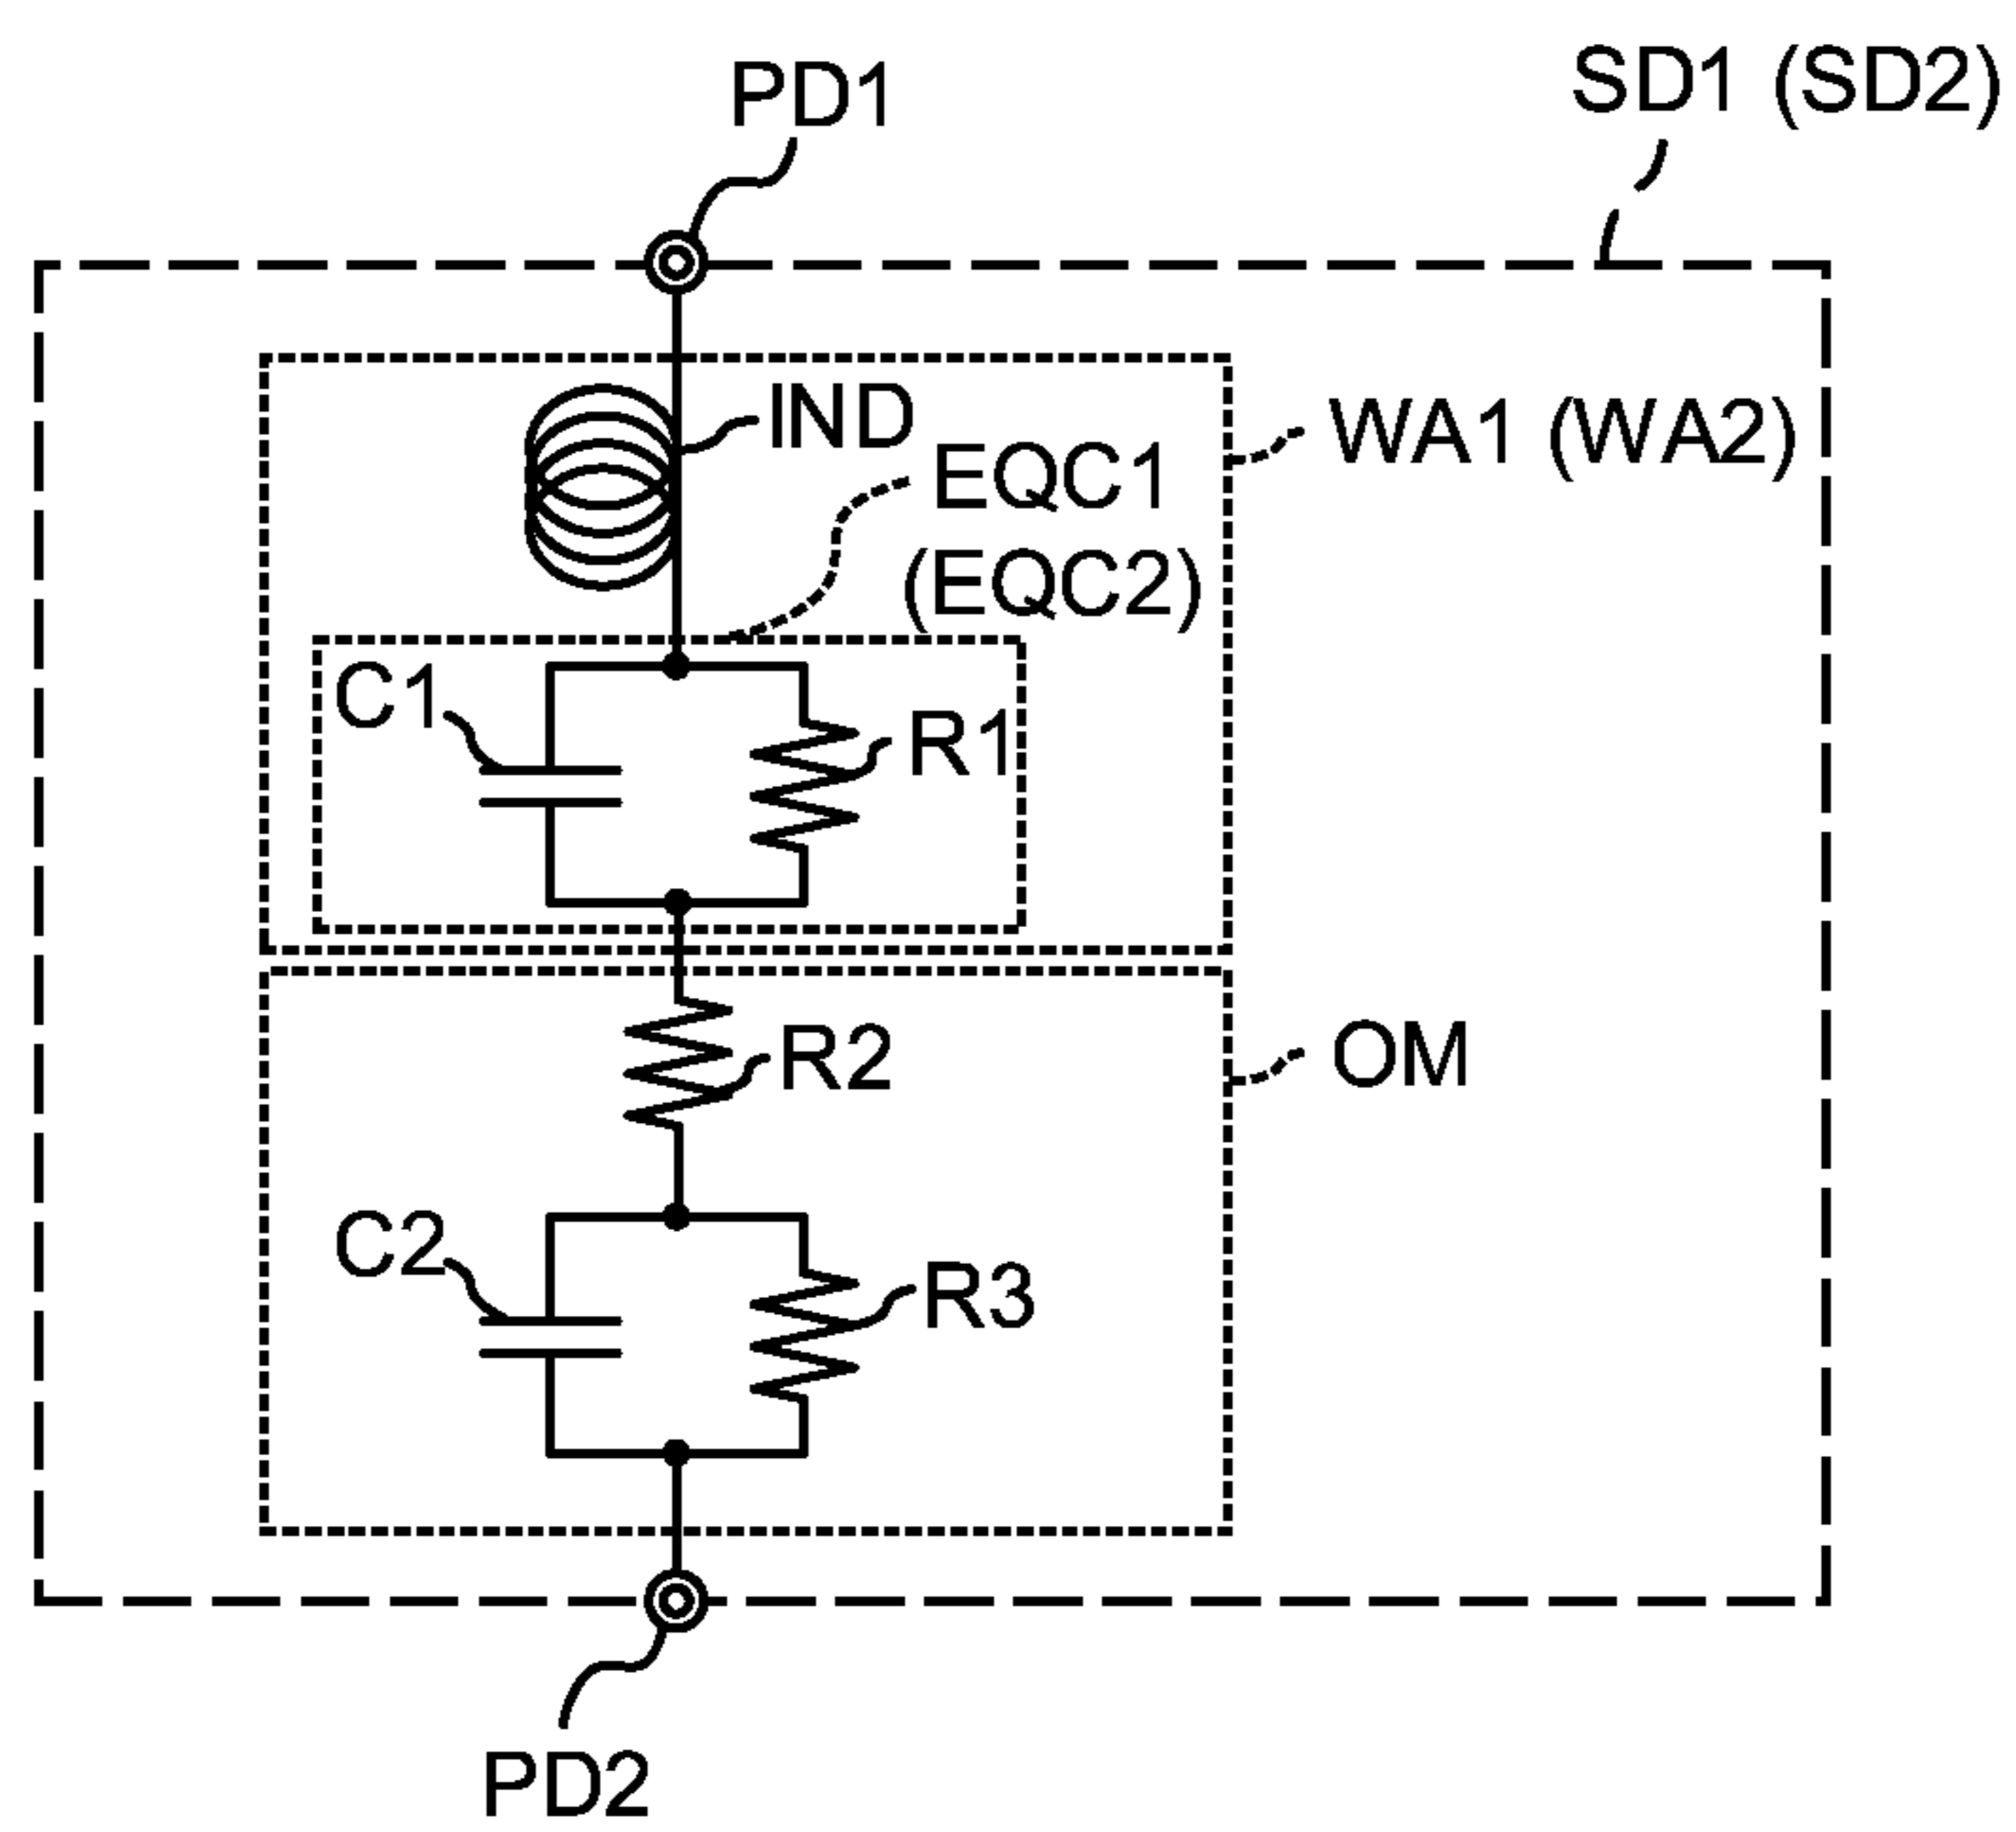 SD1 (SD2)
PD1
IND
WA1 (WA2)
EQC1
(EQC2)
C1
R1
R2
OM
C2
R3
PD2